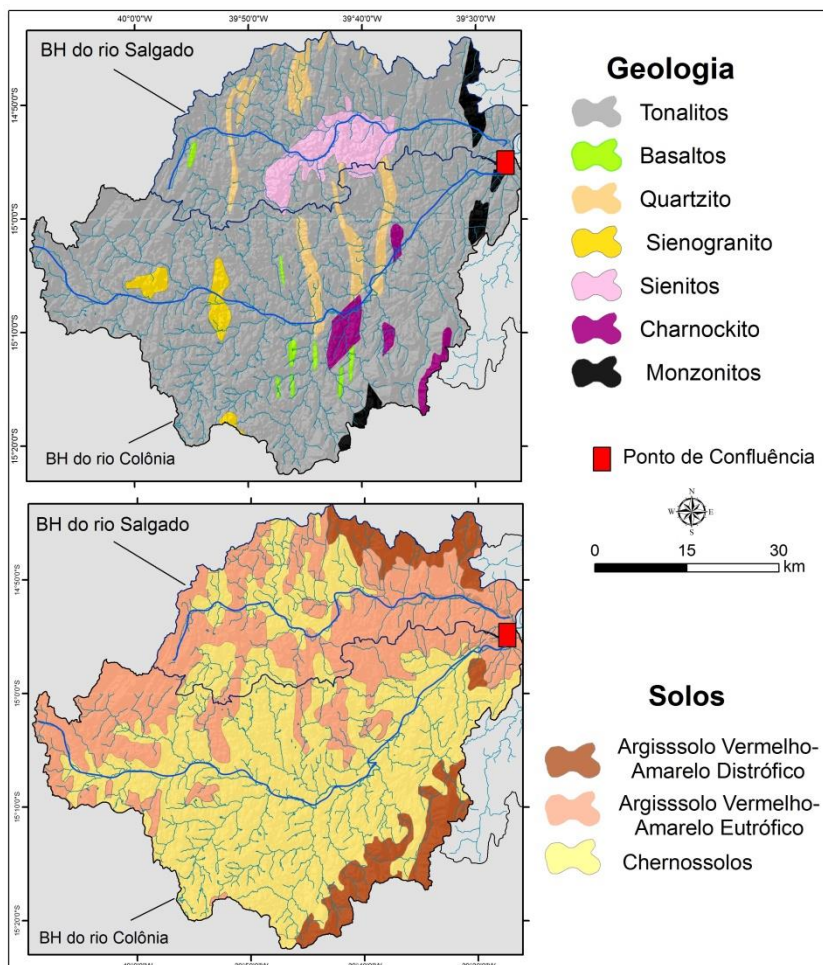 40°0'0"W 39°50'0"W 39°40'0"W 39°30'0"W
BH do rio Salgado
14°50'0"S
15°0'0"S
15°10'0"S
15°20'0"S
BH do rio Colônia
Geologia
Tonalitos
Basaltos
Quartzito
Sienogranito
Sienitos
Charnockito
Monzonitos
Ponto de Confluência
N
W E
S
0 15 30
km
BH do rio Salgado
14°50'0"S
15°0'0"S
15°10'0"S
15°20'0"S
BH do rio Colônia
Solos
Argisssolo Vermelho-
Amarelo Distrófico
Argisssolo Vermelho-
Amarelo Eutrófico
Chernossolos